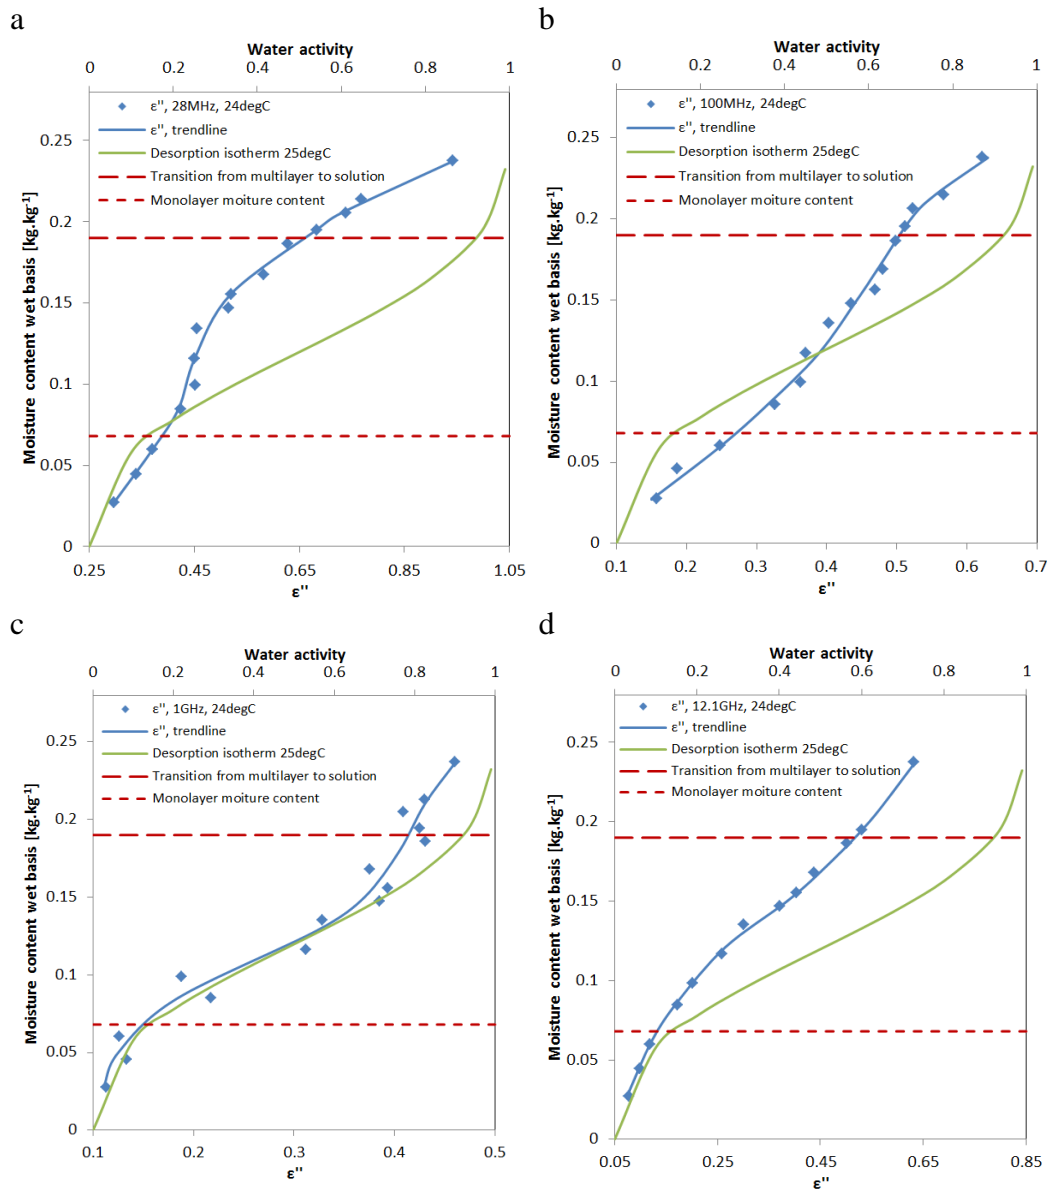 a
Water activity
0 0.2 0.4 0.6 0.8 1
ε'', 28MHz, 24degC
ε'', trendline
Desorption isotherm 25degC
Transition from multilayer to solution
Monolayer moiture content
Moisture content wet basis [kg.kg-1]
0.25
0.2
0.15
0.1
0.05
0
0.25 0.45 0.65 0.85 1.05
ε''
b
Water activity
0 0.2 0.4 0.6 0.8 1
ε'', 100MHz, 24degC
ε'', trendline
Desorption isotherm 25degC
Transition from multilayer to solution
Monolayer moiture content
Moisture content wet basis [kg.kg-1]
0.25
0.2
0.15
0.1
0.05
0
0.1 0.2 0.3 0.4 0.5 0.6 0.7
ε''
c
Water activity
0 0.2 0.4 0.6 0.8 1
ε'', 1GHz, 24degC
ε'', trendline
Desorption isotherm 25degC
Transition from multilayer to solution
Monolayer moiture content
Moisture content wet basis [kg.kg-1]
0.25
0.2
0.15
0.1
0.05
0
0.1 0.2 0.3 0.4 0.5
ε''
d
Water activity
0 0.2 0.4 0.6 0.8 1
ε'', 12.1GHz, 24degC
ε'', trendline
Desorption isotherm 25degC
Transition from multilayer to solution
Monolayer moiture content
Moisture content wet basis [kg.kg-1]
0.25
0.2
0.15
0.1
0.05
0
0.05 0.25 0.45 0.65 0.85
ε''